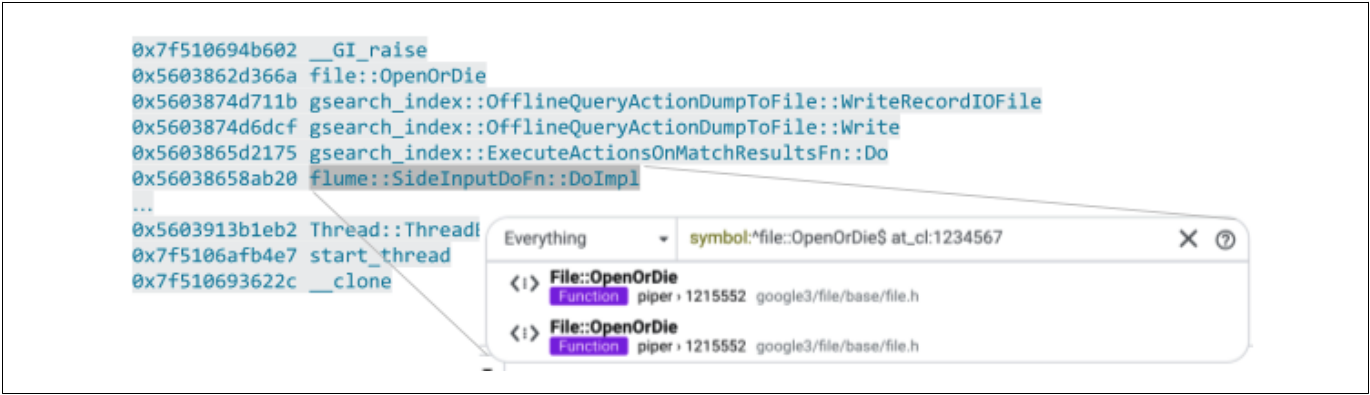 0x7f510694b602 __GI_raise
0x5603862d366a file::OpenOrDie
0x5603874d711b gsearch_index::OfflineQueryActionDumpToFile::WriteRecordIOFile
0x5603874d6dcf gsearch_index::OfflineQueryActionDumpToFile::Write
0x5603865d2175 gsearch_index::ExecuteActionsOnMatchResultsFn::Do
0x56038658ab20 flume::SideInputDoFn::DoImpl
...
0x5603913b1eb2 Thread::Thread
0x7f5106afb4e7 start_thread
0x7f510693622c __clone
Everything symbol:^file::OpenOrDie$ at_cl:1234567
File::OpenOrDie
Function piper › 1215552 google3/file/base/file.h
File::OpenOrDie
Function piper › 1215552 google3/file/base/file.h